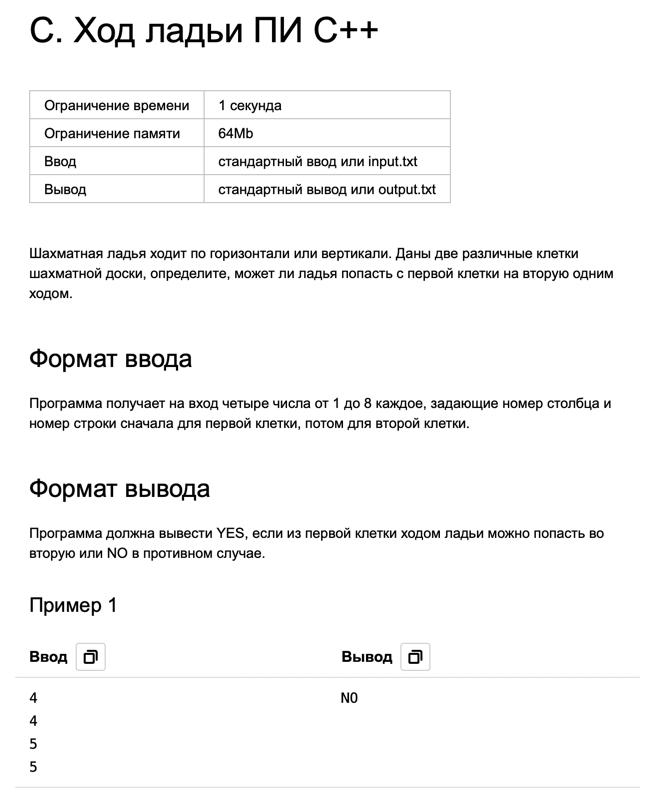 С. Ход ладьи ПИ С++
Ограничение времени 1 секунда
Ограничение памяти 64Mb
Ввод стандартный ввод или input.txt
Вывод стандартный вывод или output.txt
Шахматная ладья ходит по горизонтали или вертикали. Даны две различные клетки
шахматной доски, определите, может ли ладья попасть с первой клетки на вторую одним
ходом.
Формат ввода
Программа получает на вход четыре числа от 1 до 8 каждое, задающие номер столбца и
номер строки сначала для первой клетки, потом для второй клетки.
Формат вывода
Программа должна вывести YES, если из первой клетки ходом ладьи можно попасть во
вторую или NO в противном случае.
Пример 1
Ввод Вывод
4 NO
4
5
5